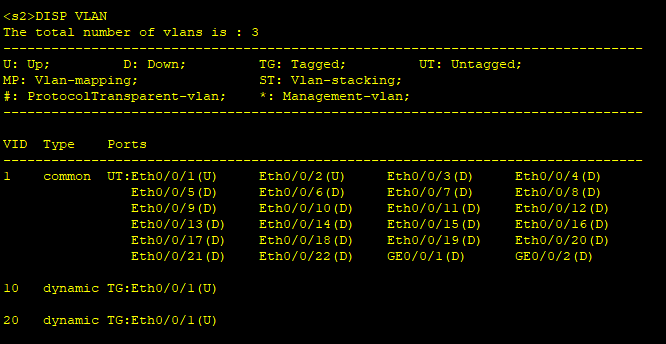 <s2>DISP VLAN
The total number of vlans is : 3
--------------------------------------------------------------------------------
U: Up;         D: Down;         TG: Tagged;         UT: Untagged;
MP: Vlan-mapping;               ST: Vlan-stacking;
#: ProtocolTransparent-vlan;    *: Management-vlan;
--------------------------------------------------------------------------------
VID  Type    Ports
--------------------------------------------------------------------------------
1    common  UT:Eth0/0/1(U)     Eth0/0/2(U)     Eth0/0/3(D)     Eth0/0/4(D)
                Eth0/0/5(D)     Eth0/0/6(D)     Eth0/0/7(D)     Eth0/0/8(D)
                Eth0/0/9(D)     Eth0/0/10(D)    Eth0/0/11(D)    Eth0/0/12(D)
                Eth0/0/13(D)    Eth0/0/14(D)    Eth0/0/15(D)    Eth0/0/16(D)
                Eth0/0/17(D)    Eth0/0/18(D)    Eth0/0/19(D)    Eth0/0/20(D)
                Eth0/0/21(D)    Eth0/0/22(D)    GE0/0/1(D)      GE0/0/2(D)
10   dynamic TG:Eth0/0/1(U)
20   dynamic TG:Eth0/0/1(U)